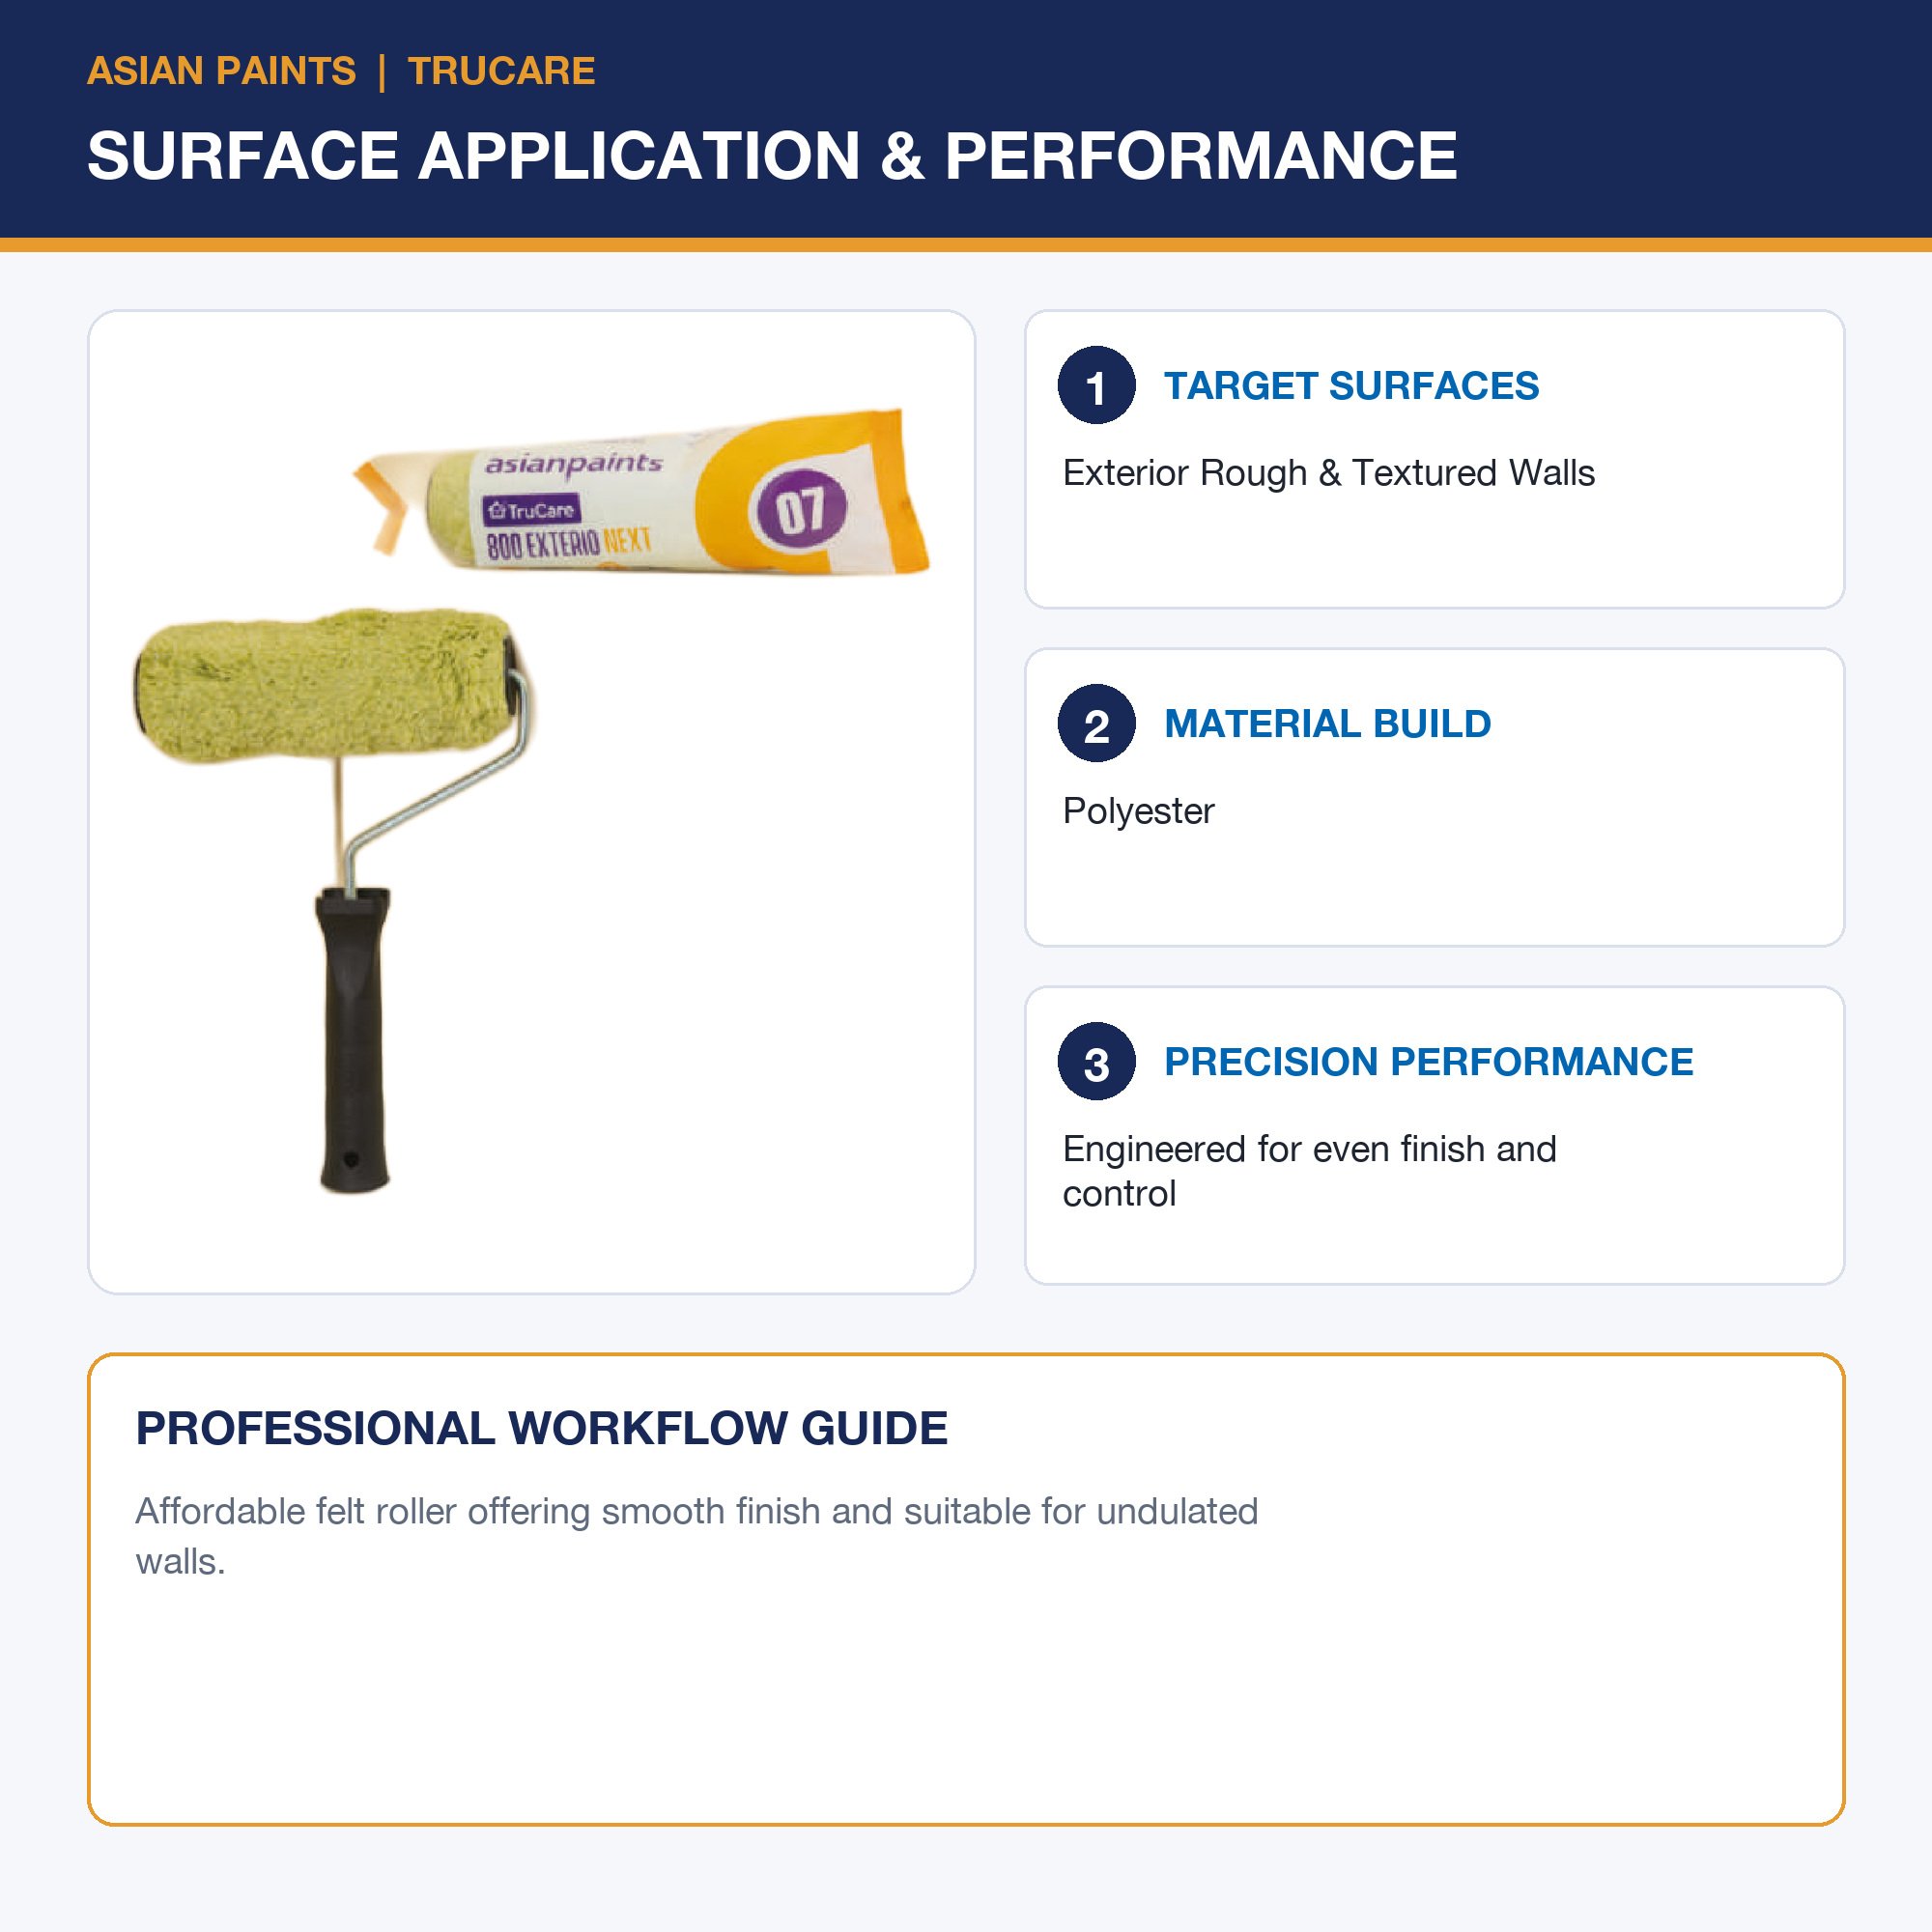 ASIAN PAINTS | TRUCARE
SURFACE APPLICATION & PERFORMANCE
asianpaints
TruCare
800 EXTERIO NEXT
07
1 TARGET SURFACES
Exterior Rough & Textured Walls
2 MATERIAL BUILD
Polyester
3 PRECISION PERFORMANCE
Engineered for even finish and
control
PROFESSIONAL WORKFLOW GUIDE
Affordable felt roller offering smooth finish and suitable for undulated
walls.